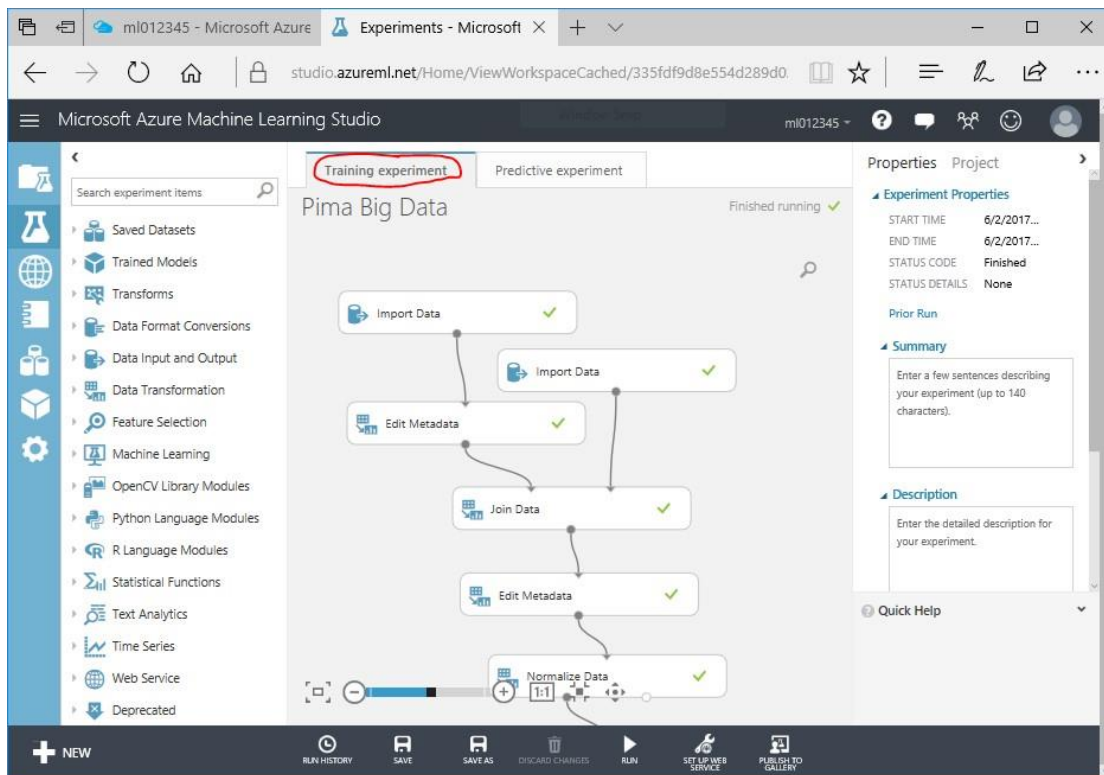 ml012345 - Microsoft Azure
Experiments - Microsoft
studio.azureml.net/Home/ViewWorkspaceCached/335fdf9d8e554d289d0.
Microsoft Azure Machine Learning Studio
ml012345
Search experiment items
Saved Datasets
Trained Models
Transforms
Data Format Conversions
Data Input and Output
Data Transformation
Feature Selection
Machine Learning
OpenCV Library Modules
Python Language Modules
R Language Modules
Statistical Functions
Text Analytics
Time Series
Web Service
Deprecated
Training experiment
Predictive experiment
Pima Big Data
Finished running
Import Data
Import Data
Edit Metadata
Join Data
Edit Metadata
Normalize Data
1:1
Properties Project
Experiment Properties
START TIME 6/2/2017...
END TIME 6/2/2017...
STATUS CODE Finished
STATUS DETAILS None
Prior Run
Summary
Enter a few sentences describing
your experiment (up to 140
characters).
Description
Enter the detailed description for
your experiment.
Quick Help
NEW
RUN HISTORY
SAVE
SAVE AS
DISCARD CHANGES
RUN
SET UP WEB
SERVICE
PUBLISH TO
GALLERY